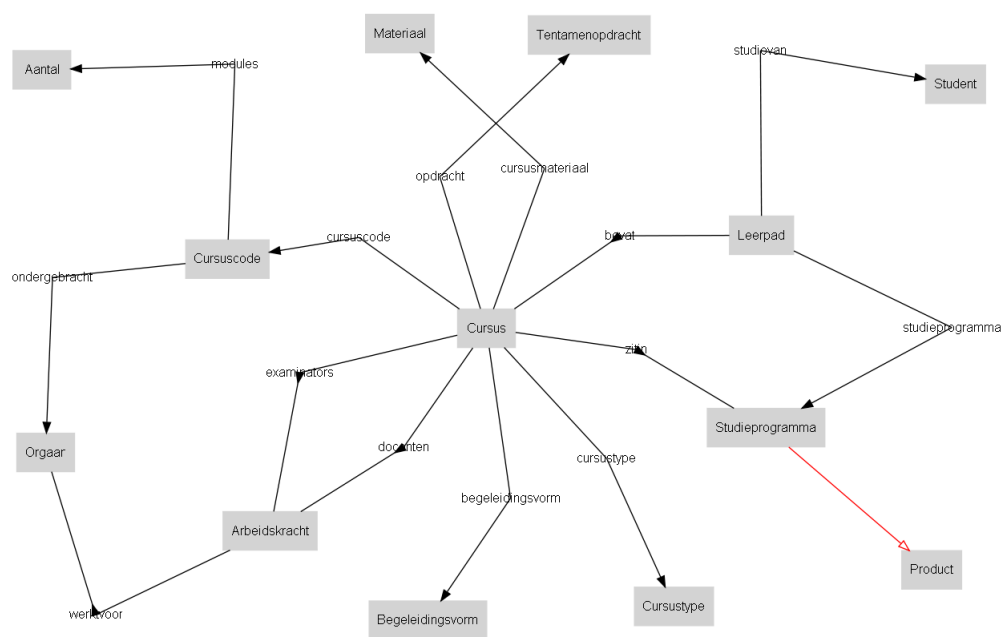 Materiaal
Tentamenopdracht
studievan
modules
Aantal
Student
opdracht
cursusmateriaal
cursuscode
bevat
Leerpad
Cursuscode
ondergebracht
Cursus
studieprogramma
zitin
examinators
Studieprogramma
docenten
Orgaan
cursustype
begeleidingsvorm
Arbeidskracht
Product
werktvoor
Begeleidingsvorm
Cursustype